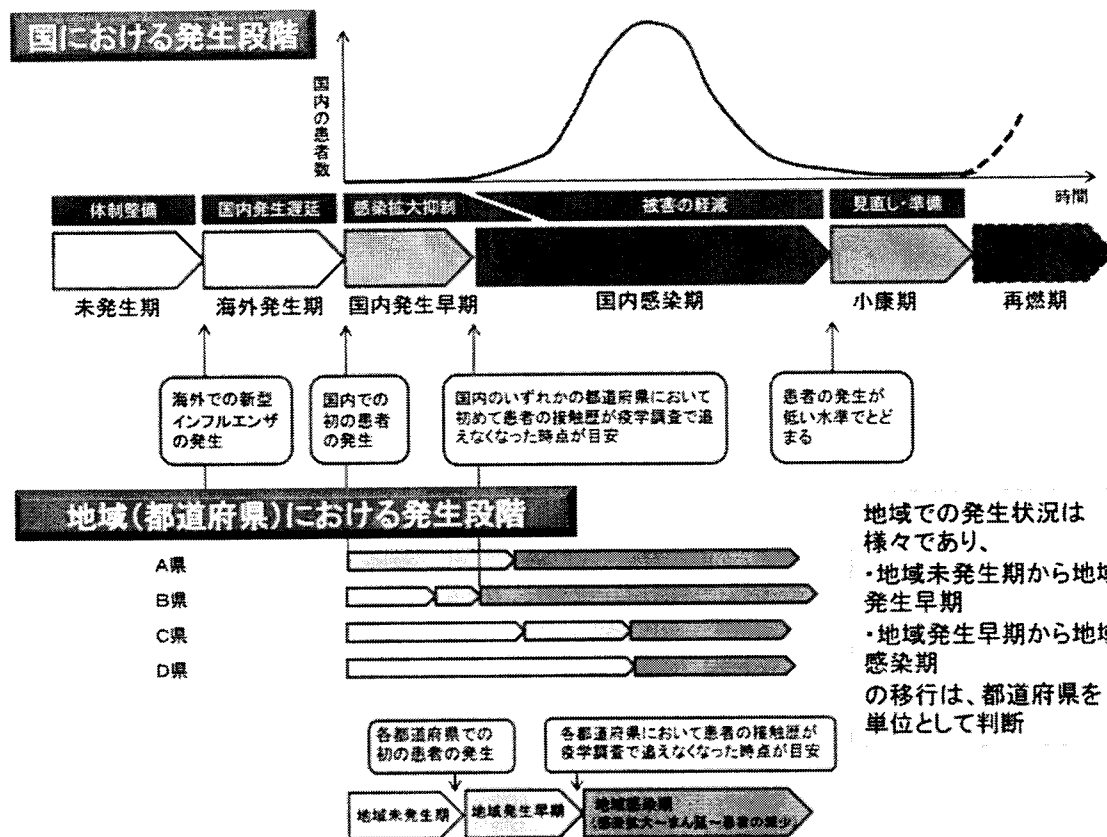 国における発生段階
国内の患者数
時間
体制整備
国内発生遅延
感染拡大抑制
被害の軽減
見直し・準備
未発生期
海外発生期
国内発生早期
国内感染期
小康期
再燃期
海外での新型
インフルエンザ
の発生
国内での
初の患者
の発生
国内のいずれかの都道府県において
初めて患者の接触歴が疫学調査で追
えなくなった時点が目安
患者の発生が
低い水準でとど
まる
地域(都道府県)における発生段階
A県
B県
C県
D県
地域での発生状況は
様々であり、
・地域未発生期から地域
発生早期
・地域発生早期から地域
感染期
の移行は、都道府県を
単位として判断
各都道府県での
初の患者の発生
各都道府県において患者の接触歴が
疫学調査で追えなくなった時点が目安
地域未発生期
地域発生早期
地域感染期
(感染拡大~まん延~患者の減少)